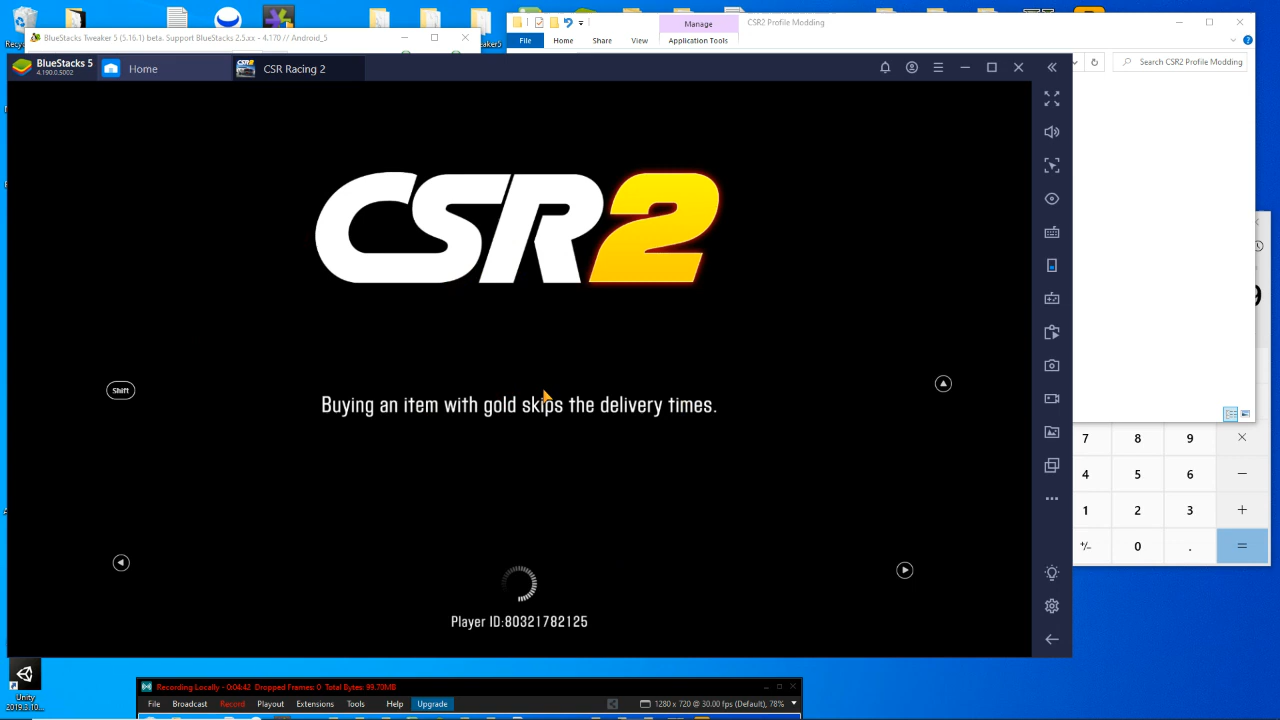 Recy
BlueStacks Tweaker 5 (5.16.1) beta. Support BlueStacks 2.5.xx - 4.170 // Android_5
Manage
CSR2 Profile Modding
File
Home
Share
View
Application Tools
Search CSR2 Profile Modding
BlueStacks 5
4.190.0.5002
Home
CSR Racing 2
CSR2
Buying an item with gold skips the delivery times.
Shift
Player ID:80321782125
7 8 9 ×
4 5 6 −
1 2 3 +
+/− 0 . =
Unity
2019.3.10...
Recording Locally - 0:04:42 Dropped Frames: 0 Total Bytes: 99.70MB
File
Broadcast
Record
Playout
Extensions
Tools
Help
Upgrade
1280 x 720 @ 30.00 fps (Default), 78%